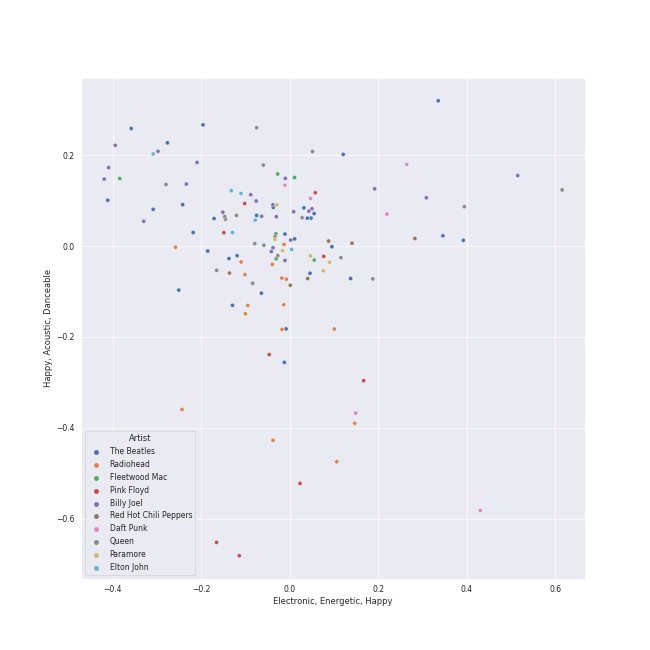 0.2
0.0
−0.2
−0.4
−0.6
Happy, Acoustic, Danceable
Artist
The Beatles
Radiohead
Fleetwood Mac
Pink Floyd
Billy Joel
Red Hot Chili Peppers
Daft Punk
Queen
Paramore
Elton John
−0.4 −0.2 0.0 0.2 0.4 0.6
Electronic, Energetic, Happy